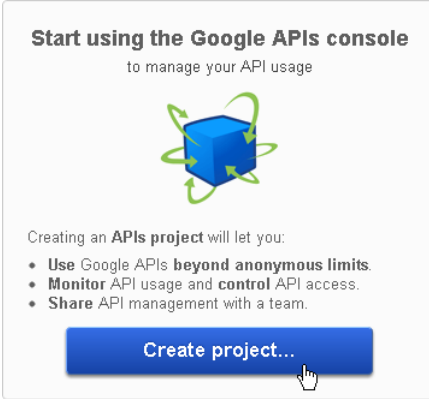 Start using the Google APIs console
to manage your API usage
Creating an APIs project will let you:
• Use Google APIs beyond anonymous limits.
• Monitor API usage and control API access.
• Share API management with a team.
Create project...